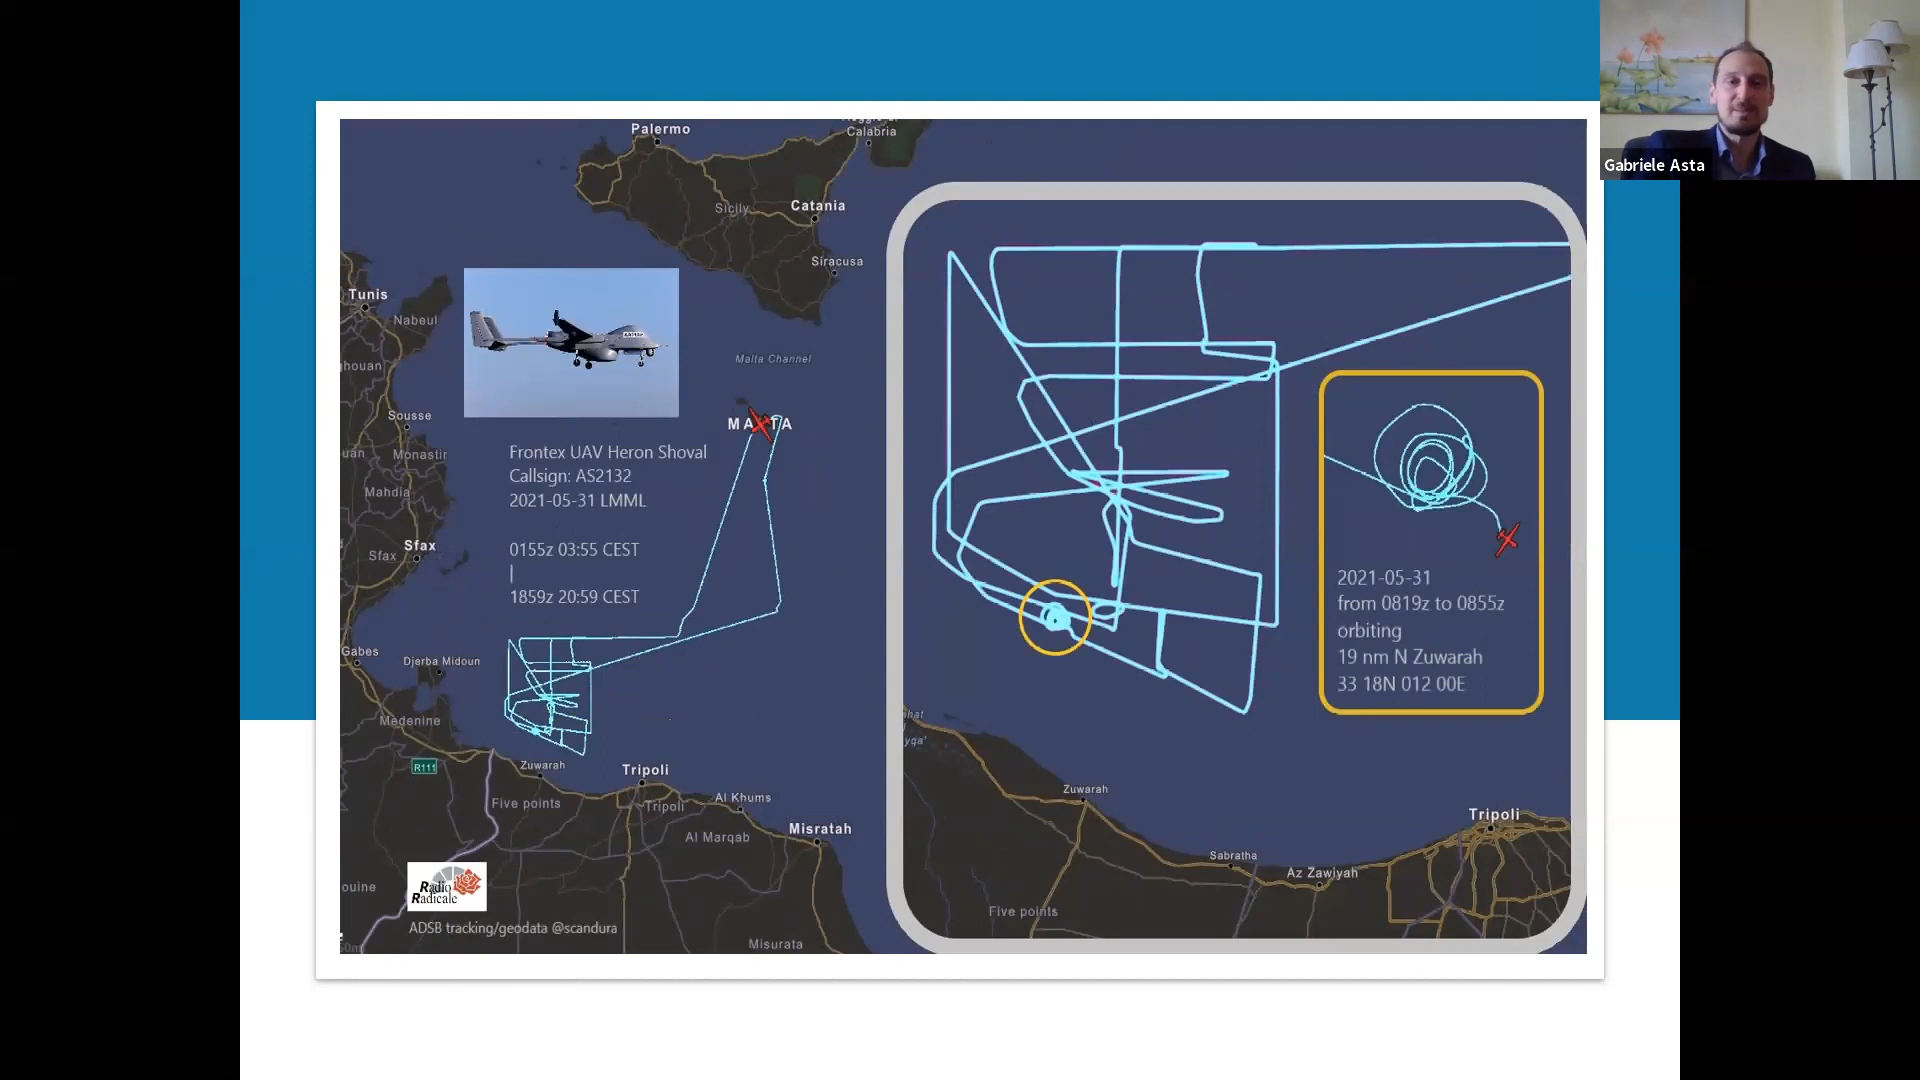 Gabriele Asta
Palermo
Calabria
Sicily
Catania
Siracusa
Tunis
Nabeul
Malta Channel
Sousse
Monastir
Mahdia
Sfax
Sfax
Gabes
Djerba Midoun
Medenine
R111
Zuwarah
Five points
Tripoli
Tripoli
Al Khums
Al Marqab
Misratah
Misurata
Frontex UAV Heron Shoval
Callsign: AS2132
2021-05-31 LMML
0155z 03:55 CEST
|
1859z 20:59 CEST
Radio
Radicale
ADSB tracking/geodata @scandura
2021-05-31
from 0819z to 0855z
orbiting
19 nm N Zuwarah
33 18N 012 00E
Zuwarah
Tripoli
Sabratha
Az Zawiyah
Five points